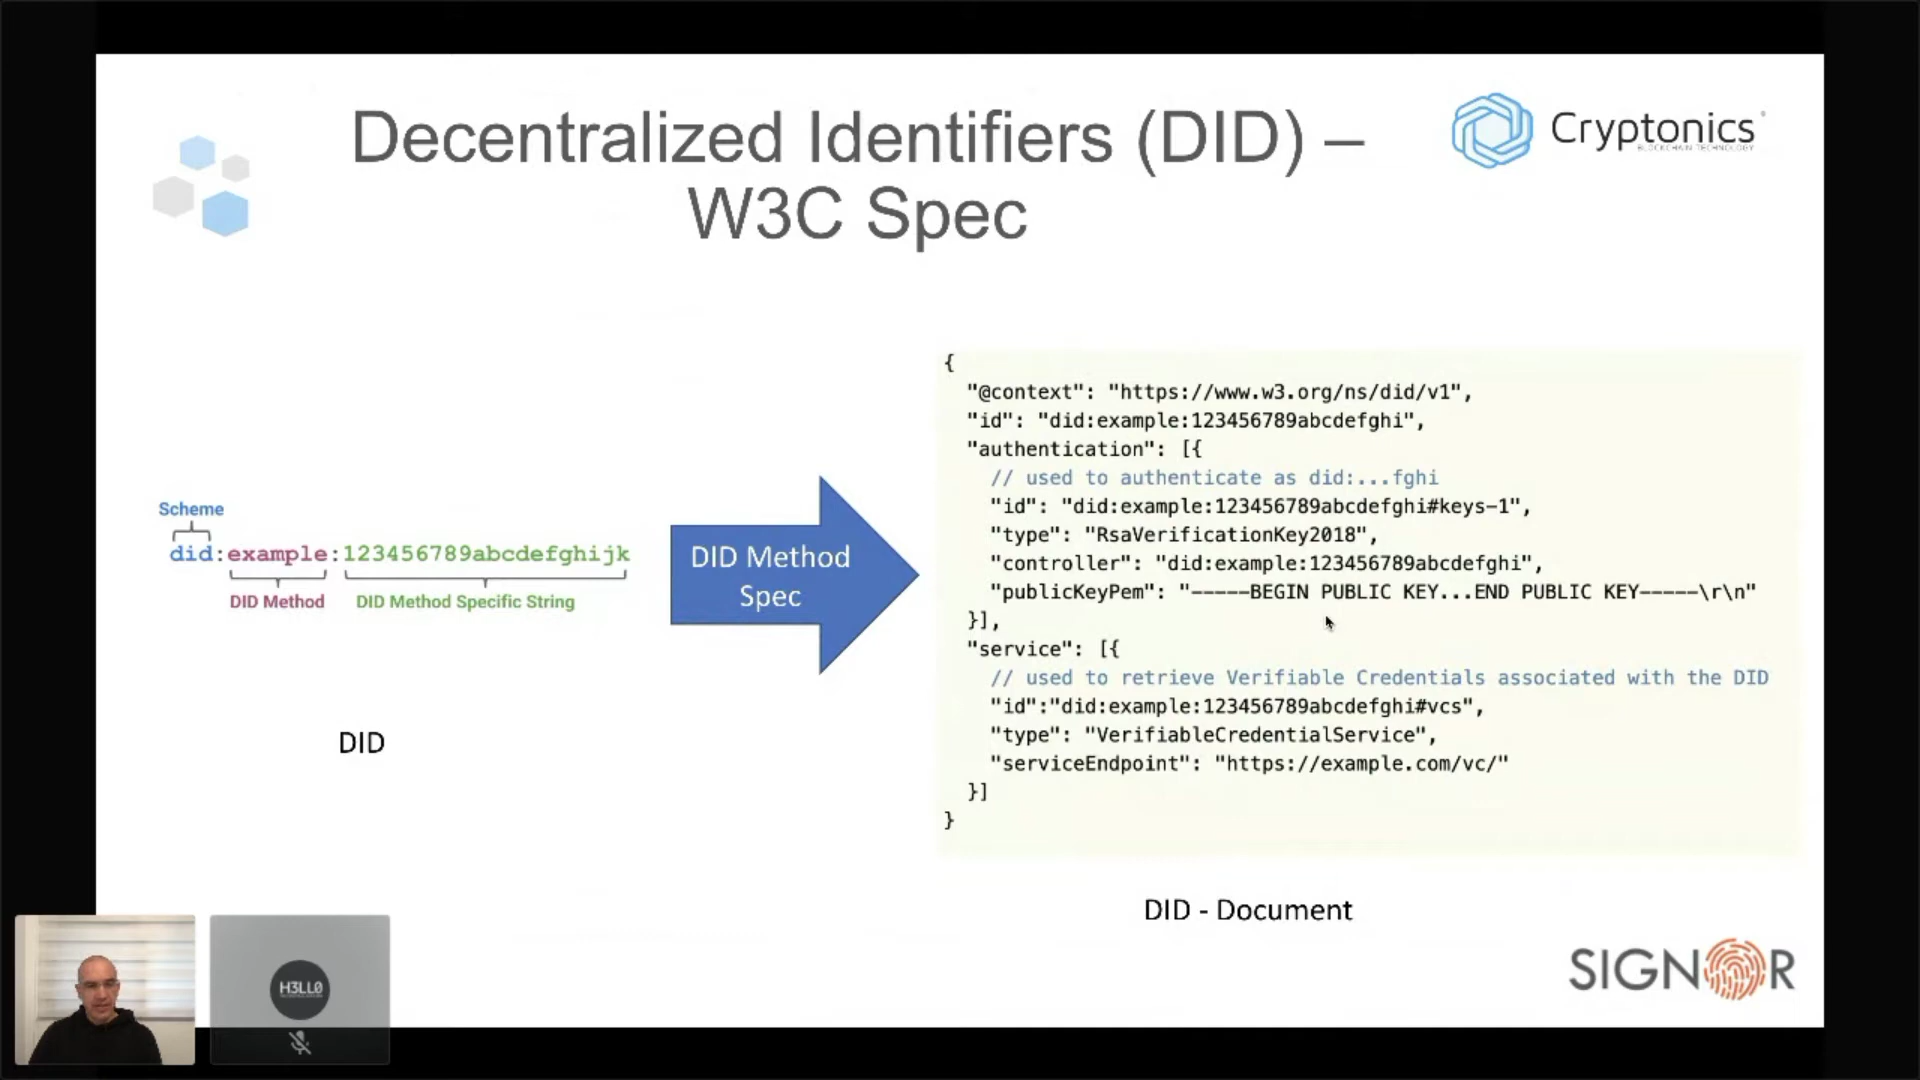 Decentralized Identifiers (DID) –
W3C Spec
Cryptonics
BLOCKCHAIN TECHNOLOGY
Scheme
did:example:123456789abcdefghijk
DID Method
DID Method Specific String
DID
DID Method
Spec
{
"@context": "https://www.w3.org/ns/did/v1",
"id": "did:example:123456789abcdefghi",
"authentication": [{
// used to authenticate as did:...fghi
"id": "did:example:123456789abcdefghi#keys-1",
"type": "RsaVerificationKey2018",
"controller": "did:example:123456789abcdefghi",
"publicKeyPem": "-----BEGIN PUBLIC KEY...END PUBLIC KEY-----\r\n"
}],
"service": [{
// used to retrieve Verifiable Credentials associated with the DID
"id":"did:example:123456789abcdefghi#vcs",
"type": "VerifiableCredentialService",
"serviceEndpoint": "https://example.com/vc/"
}]
}
DID - Document
SIGNOR
H3LL0